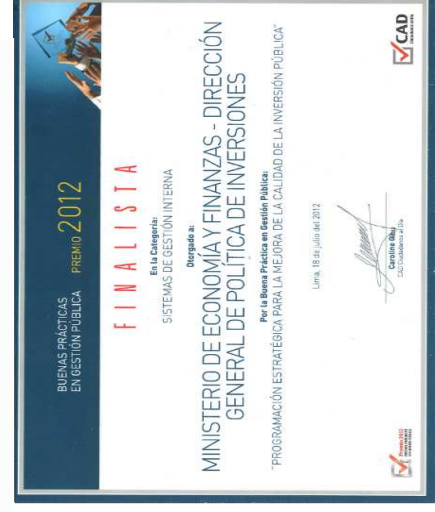 BUENAS PRÁCTICAS
EN GESTIÓN PÚBLICA PREMIO 2012
FINALISTA
En la Categoría:
SISTEMAS DE GESTIÓN INTERNA
Otorgado a:
MINISTERIO DE ECONOMÍA Y FINANZAS - DIRECCIÓN
GENERAL DE POLÍTICA DE INVERSIONES
Por la Buena Práctica en Gestión Pública:
"PROGRAMACIÓN ESTRATÉGICA PARA LA MEJORA DE LA CALIDAD DE LA INVERSIÓN PÚBLICA"
Lima, 18 de julio del 2012
Caroline
CAD Ciudadanos al Día
Premio 2012
CAD